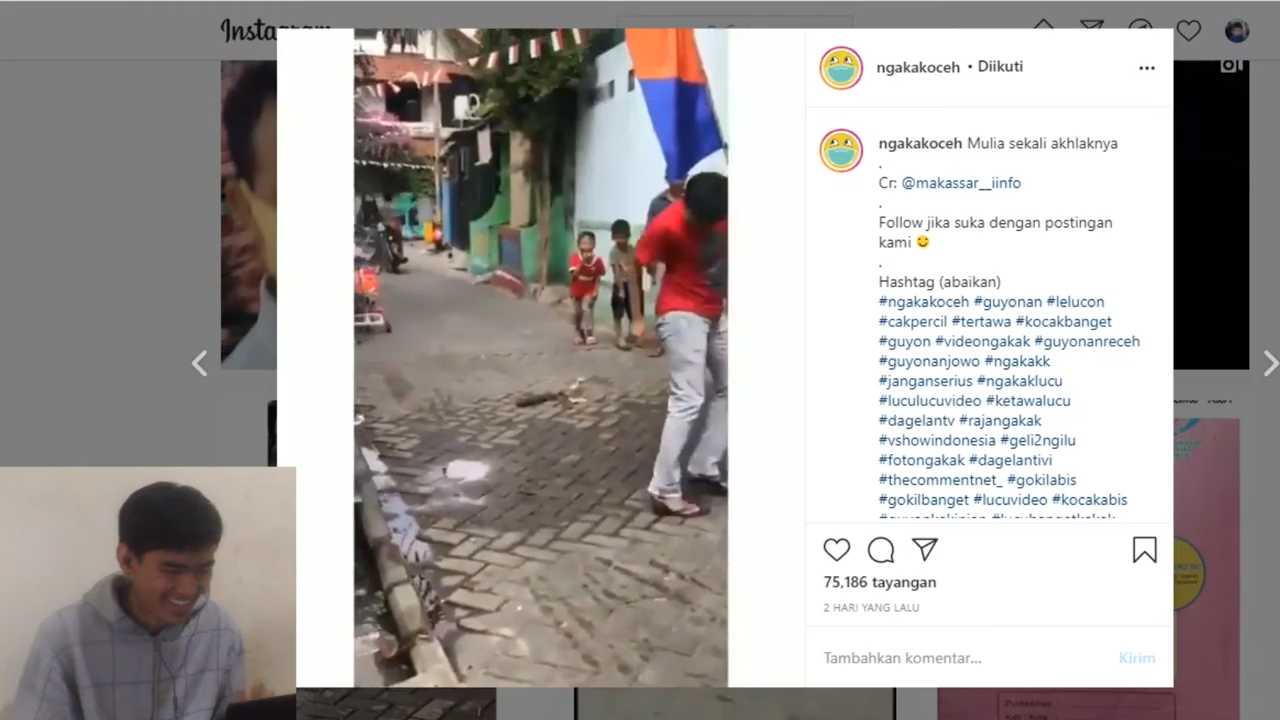 ngakakoceh • Diikuti
ngakakoceh Mulia sekali akhlaknya
.
Cr: @makassar__iinfo
.
Follow jika suka dengan postingan
kami
.
Hashtag (abaikan)
#ngakakoceh #guyonan #lelucon
#cakpercil #tertawa #kocakbanget
#guyon #videongakak #guyonanreceh
#guyonanjowo #ngakakk
#janganserius #ngakaklucu
#luculucuvideo #ketawalucu
#dagelantv #rajangakak
#vshowindonesia #geli2ngilu
#fotongakak #dagelantivi
#thecommentnet_ #gokilabis
#gokilbanget #lucuvideo #kocakabis
75,186 tayangan
2 HARI YANG LALU
Tambahkan komentar...
Kirim